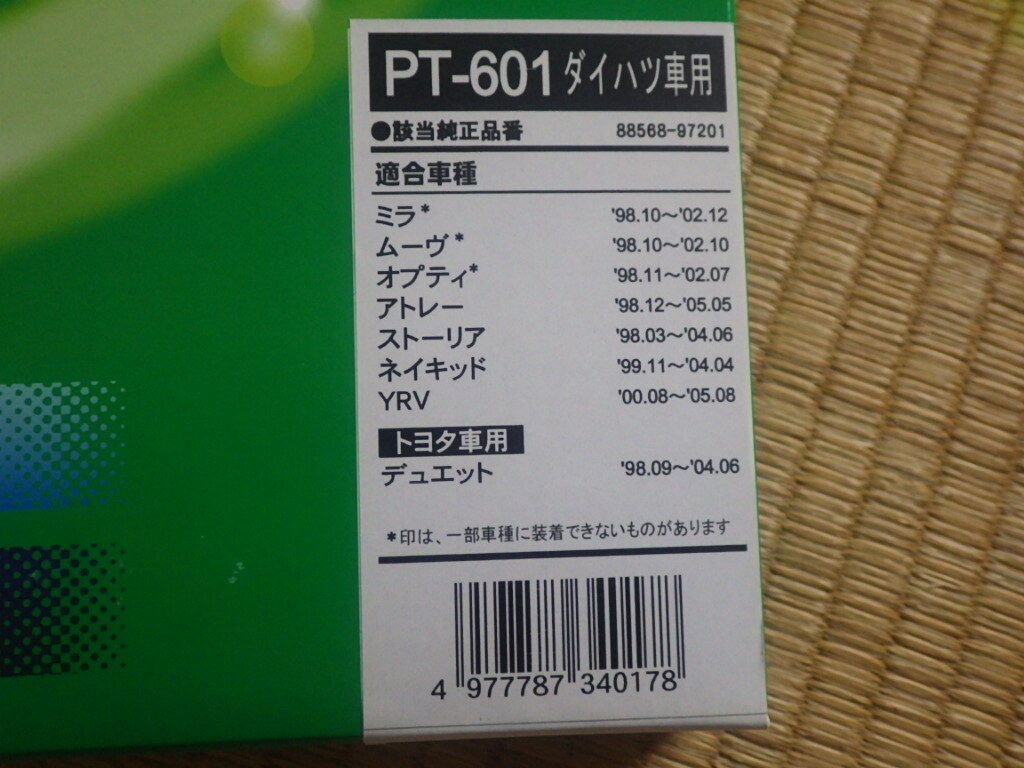 PT-601 ダイハツ車用
●該当純正品番 88568-97201
適合車種
ミラ* '98.10～'02.12
ムーヴ* '98.10～'02.10
オプティ* '98.11～'02.07
アトレー '98.12～'05.05
ストーリア '98.03～'04.06
ネイキッド '99.11～'04.04
YRV '00.08～'05.08
トヨタ車用
デュエット '98.09～'04.06
*印は、一部車種に装着できないものがあります
4 977787 340178